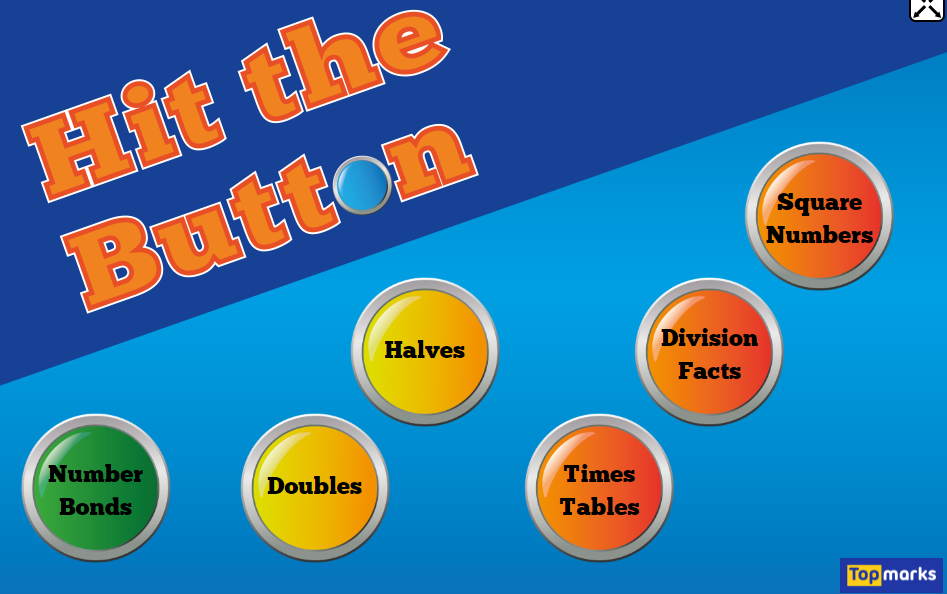 Hit the
Button
Square
Numbers
Halves
Division
Facts
Number
Bonds
Doubles
Times
Tables
Topmarks